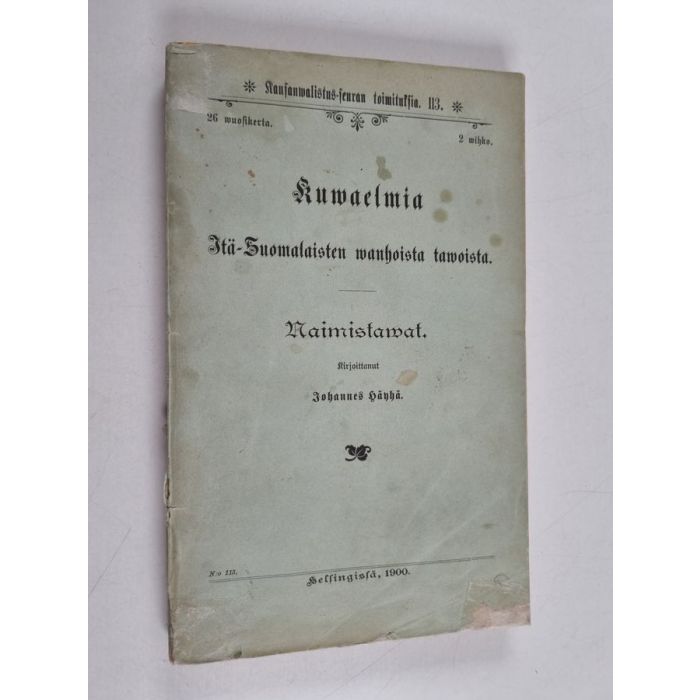 Kansanwalistus-seuran toimituksia. 113.
26 wuosikerta.
2 wihko.
Kuwaelmia
Itä-Suomalaisten wanhoista tawoista.
Naimistawat.
Kirjoittanut
Johannes Häyhä.
N:o 213.
Helsingissä, 1900.